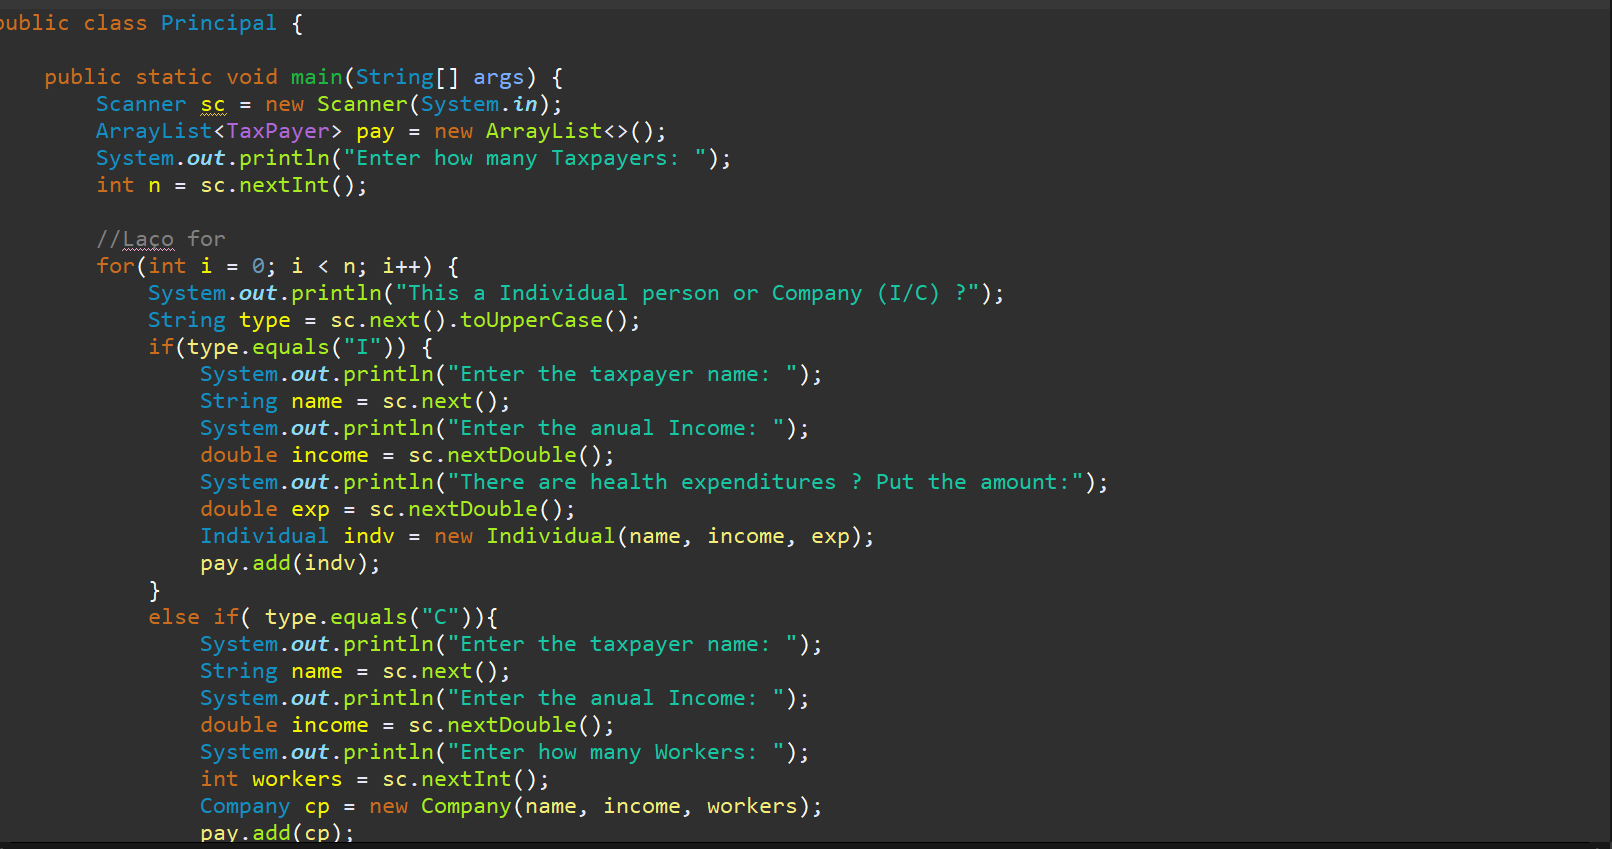 public class Principal {
public static void main(String[] args) {
Scanner sc = new Scanner(System.in);
ArrayList<TaxPayer> pay = new ArrayList<>();
System.out.println("Enter how many Taxpayers: ");
int n = sc.nextInt();
//Laço for
for(int i = 0; i < n; i++) {
System.out.println("This a Individual person or Company (I/C) ?");
String type = sc.next().toUpperCase();
if(type.equals("I")) {
System.out.println("Enter the taxpayer name: ");
String name = sc.next();
System.out.println("Enter the anual Income: ");
double income = sc.nextDouble();
System.out.println("There are health expenditures ? Put the amount:");
double exp = sc.nextDouble();
Individual indv = new Individual(name, income, exp);
pay.add(indv);
}
else if( type.equals("C")){
System.out.println("Enter the taxpayer name: ");
String name = sc.next();
System.out.println("Enter the anual Income: ");
double income = sc.nextDouble();
System.out.println("Enter how many Workers: ");
int workers = sc.nextInt();
Company cp = new Company(name, income, workers);
pay.add(cp);